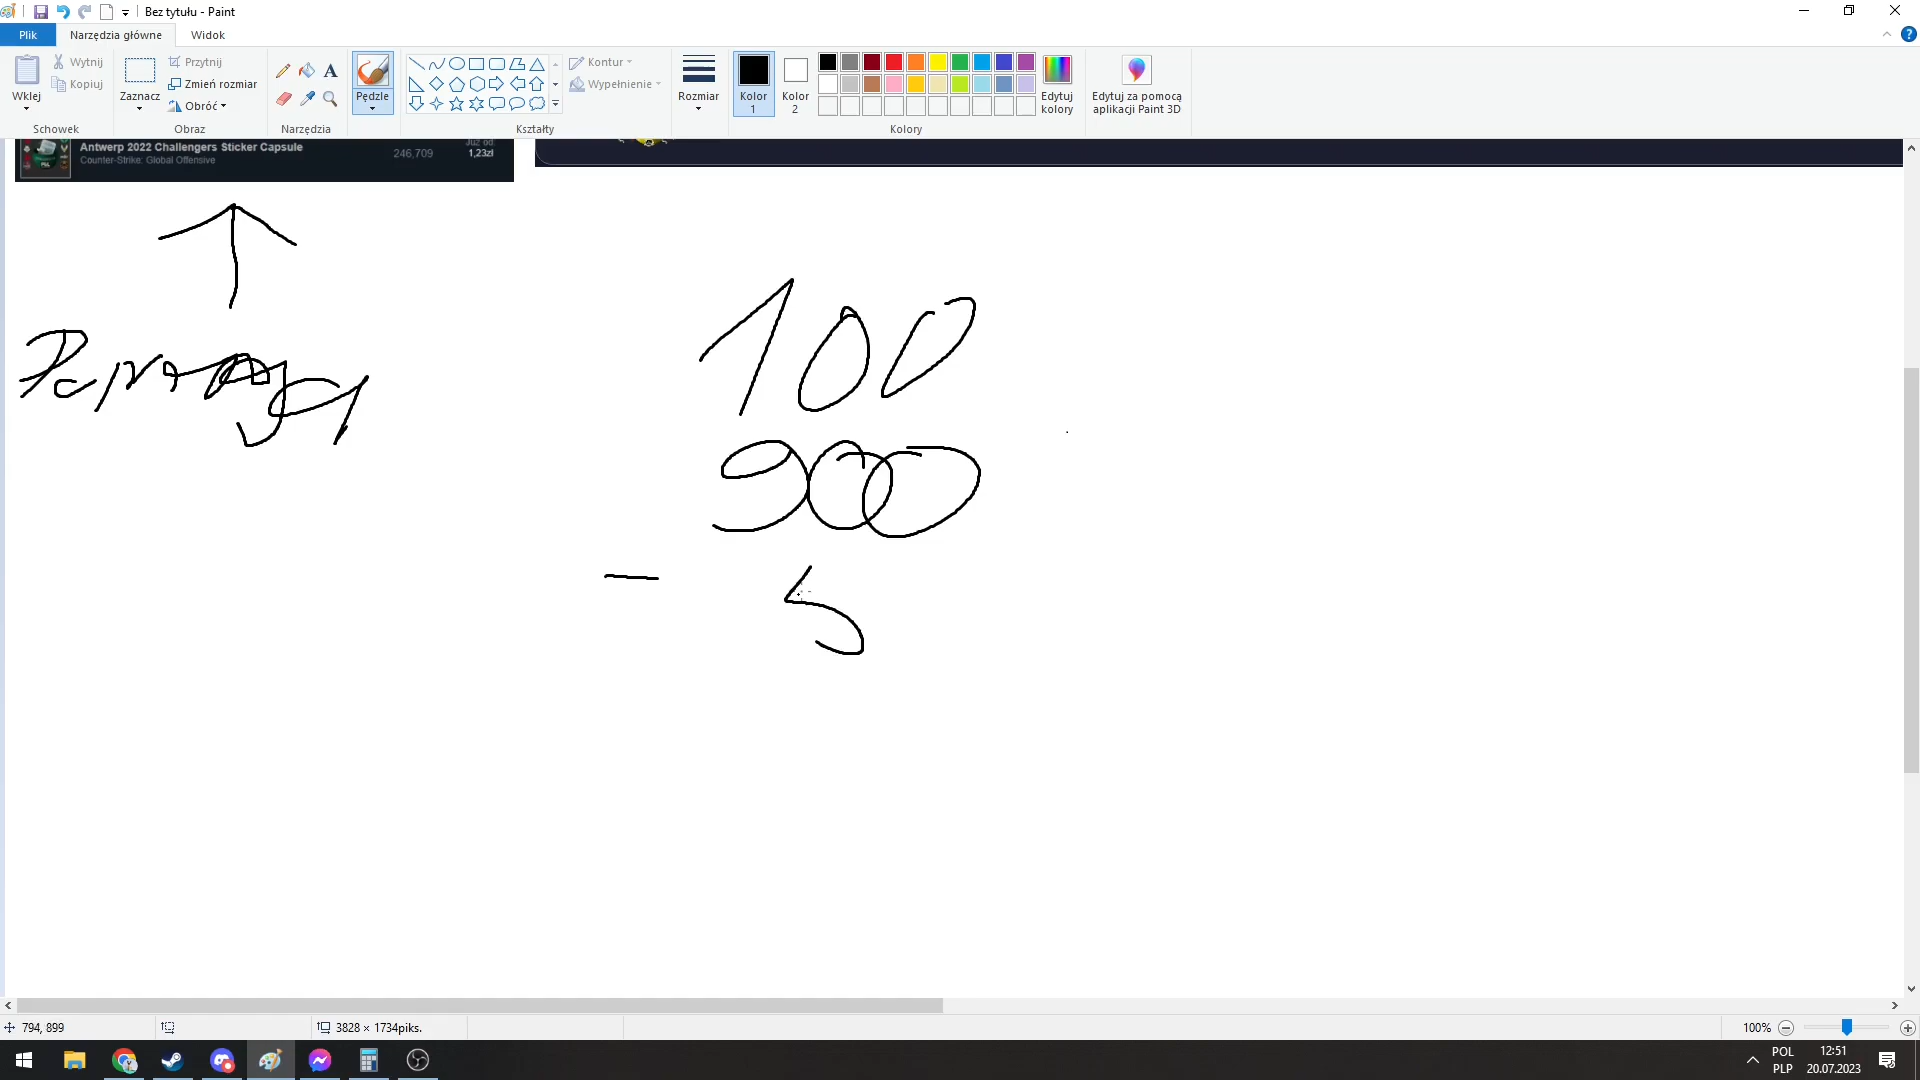 Bez tytułu - Paint
Plik Narzędzia główne Widok
Wklej
Wytnij
Kopiuj
Schowek
Zaznacz
Przytnij
Zmień rozmiar
Obróć
Obraz
Narzędzia
Pędzle
Kształty
Kontur
Wypełnienie
Rozmiar
Kolor 1
Kolor 2
Kolory
Edytuj kolory
Edytuj za pomocą aplikacji Paint 3D
Antwerp 2022 Challengers Sticker Capsule
Counter-Strike: Global Offensive
246,709
Już od
1,23zł
100
900
- 5
794, 899
3828 × 1734piks.
100%
POL
PLP
12:51
20.07.2023